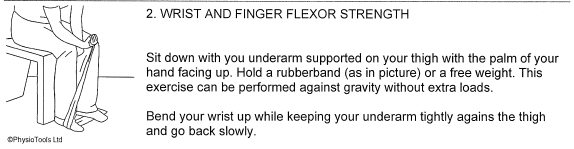 2. WRIST AND FINGER FLEXOR STRENGTH
Sit down with you underarm supported on your thigh with the palm of your
hand facing up. Hold a rubberband (as in picture) or a free weight. This
exercise can be performed against gravity without extra loads.
Bend your wrist up while keeping your underarm tightly agains the thigh
and go back slowly.
©PhysioTools Ltd